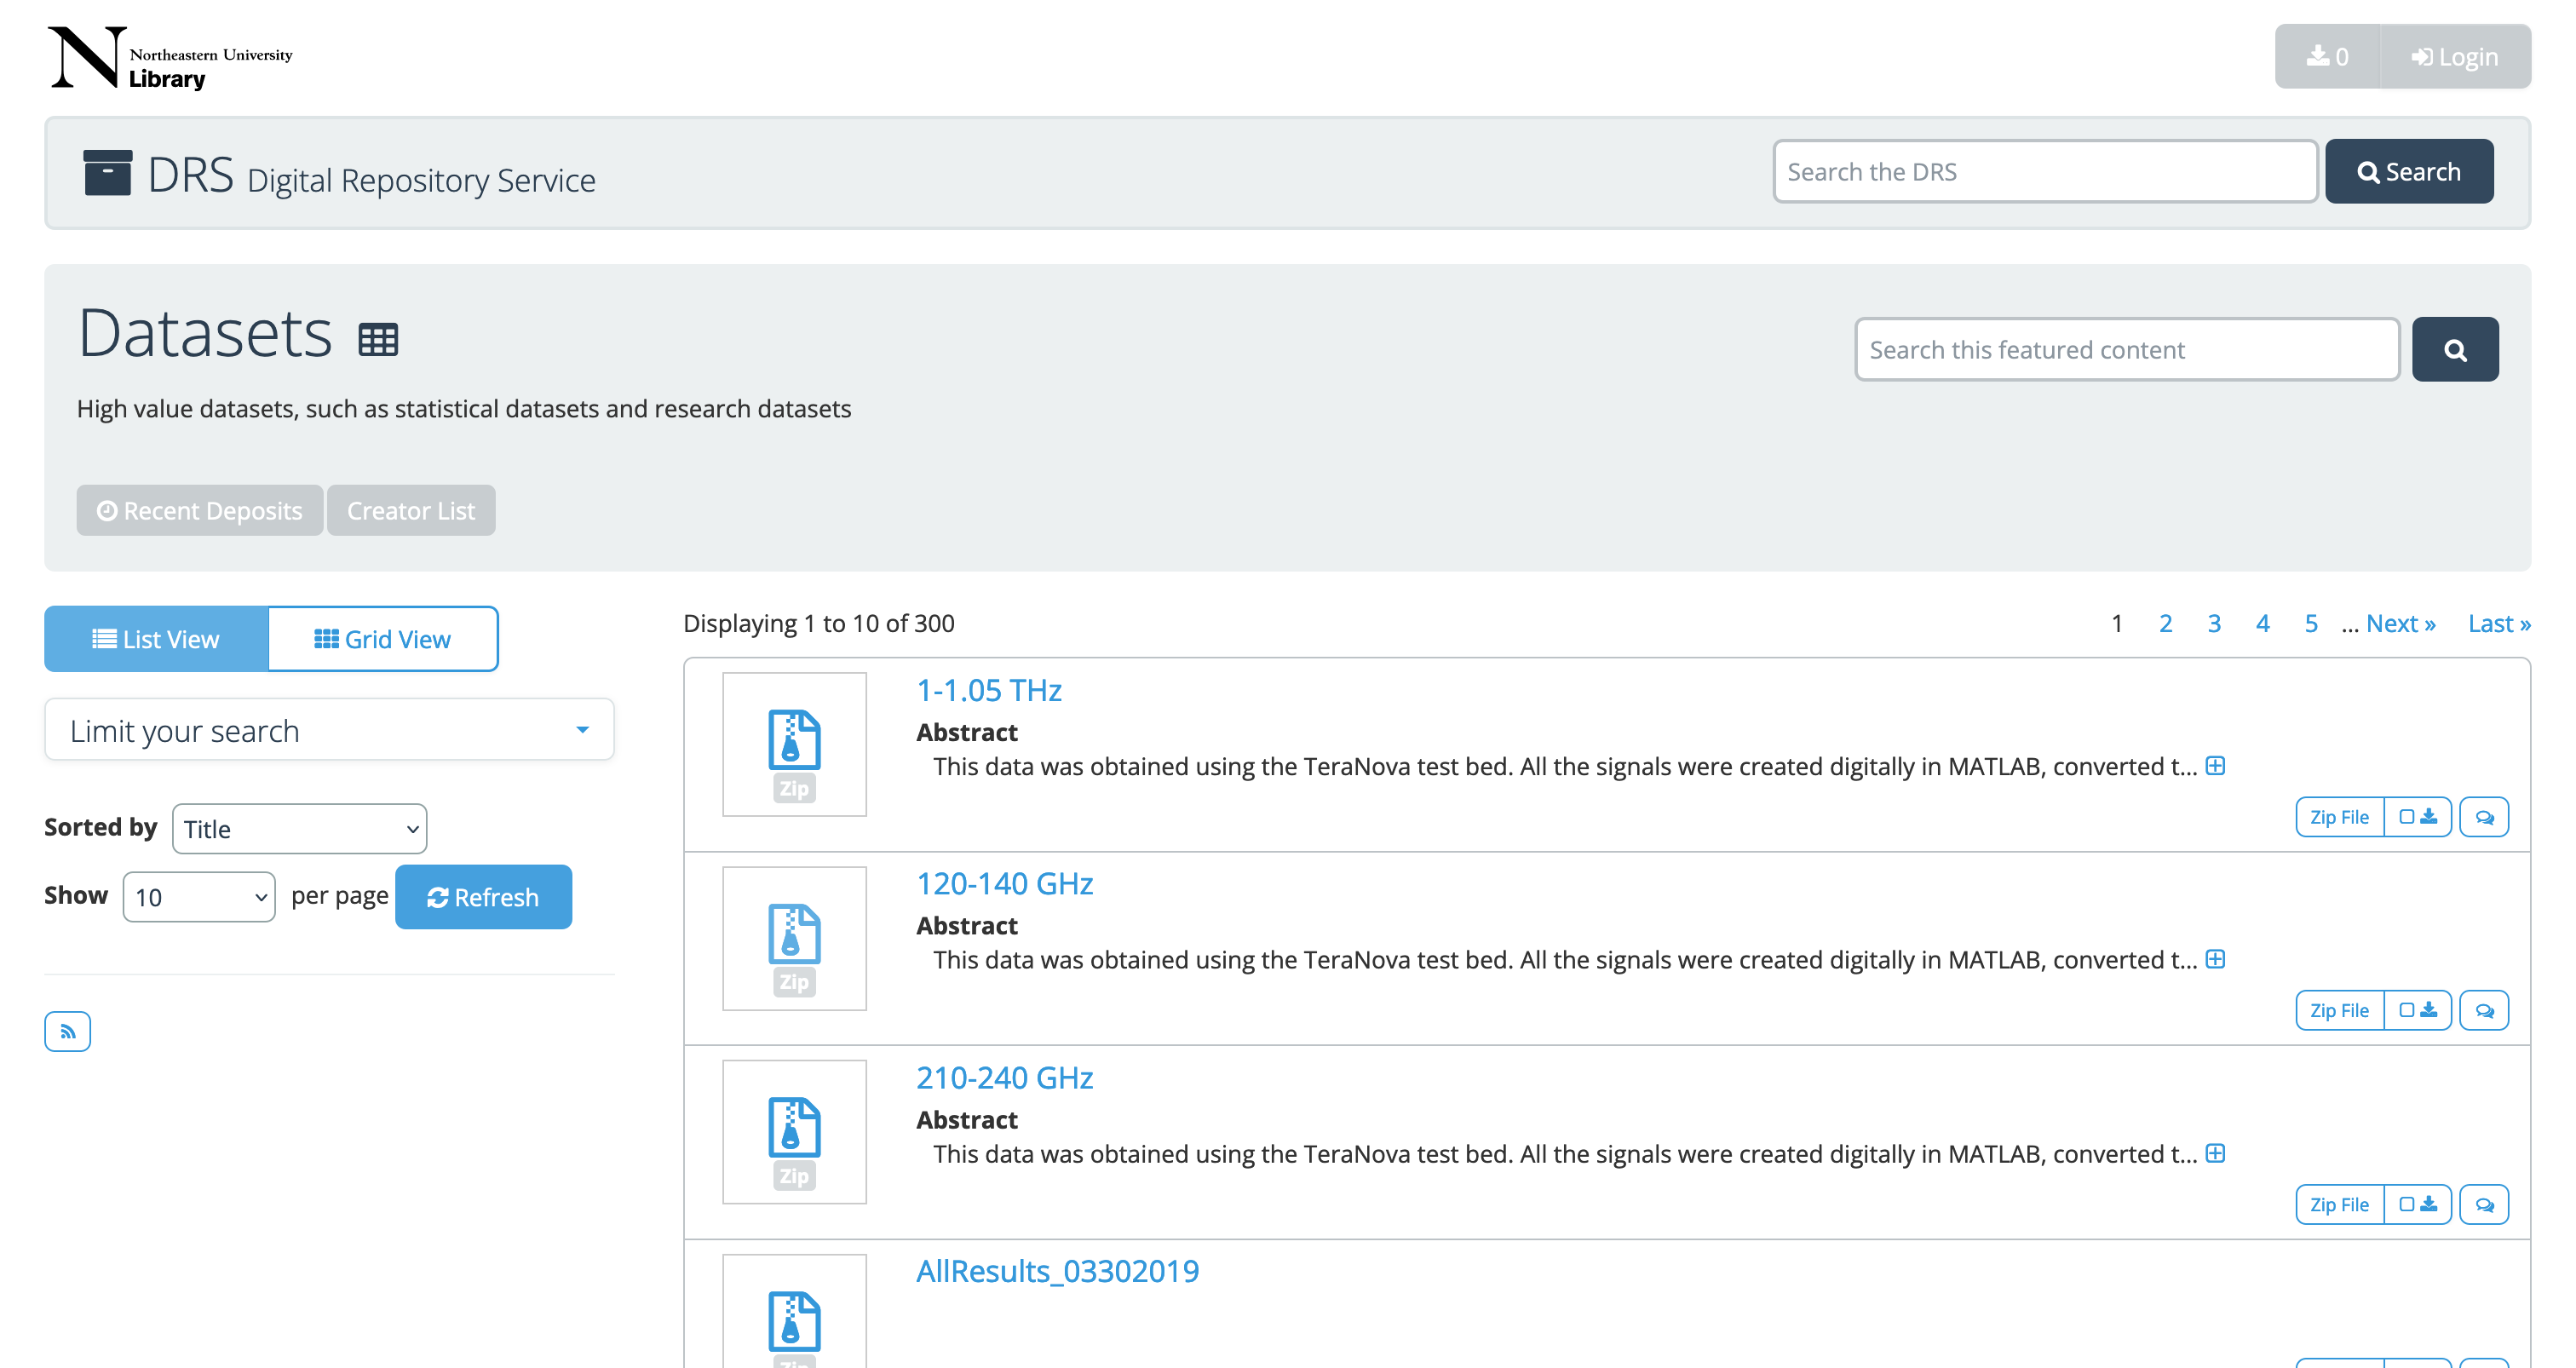 N Northeastern University
Library
0 Login
DRS Digital Repository Service
Search the DRS
Search
Datasets
Search this featured content
High value datasets, such as statistical datasets and research datasets
Recent Deposits Creator List
List View Grid View
Limit your search
Sorted by Title
Show 10 per page Refresh
Displaying 1 to 10 of 300
1 2 3 4 5 ... Next » Last »
1-1.05 THz
Abstract
This data was obtained using the TeraNova test bed. All the signals were created digitally in MATLAB, converted t...
Zip
Zip File
120-140 GHz
Abstract
This data was obtained using the TeraNova test bed. All the signals were created digitally in MATLAB, converted t...
Zip
Zip File
210-240 GHz
Abstract
This data was obtained using the TeraNova test bed. All the signals were created digitally in MATLAB, converted t...
Zip
Zip File
AllResults_03302019
Zip